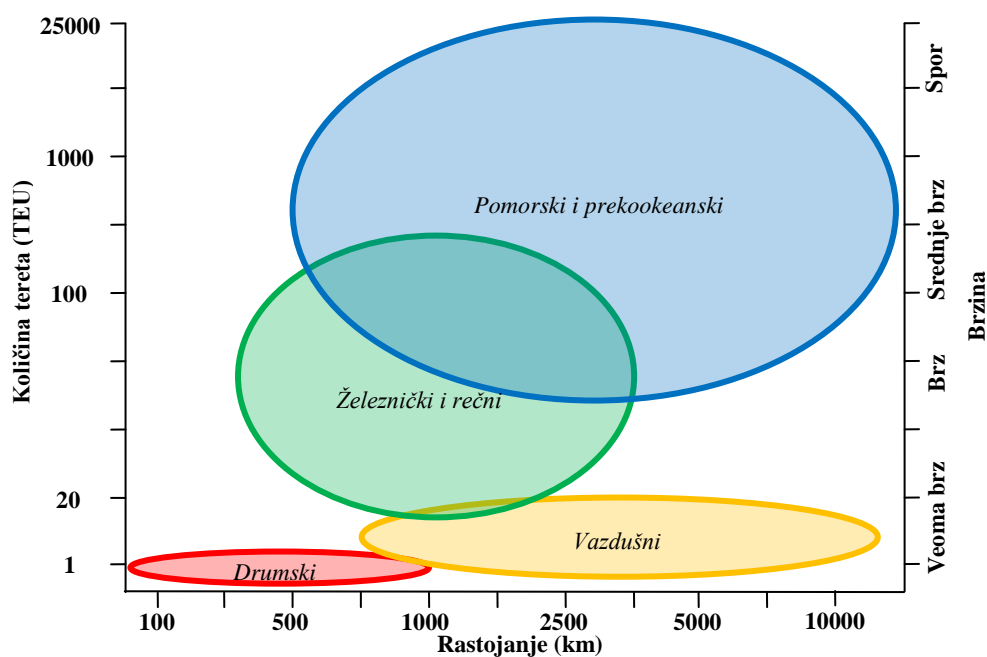 25000
1000
100
20
1
Količina tereta (TEU)
Pomorski i prekookeanski
Železnički i rečni
Vazdušni
Drumski
Spor
Srednje brz
Brz
Veoma brz
Brzina
100
500
1000
2500
5000
10000
Rastojanje (km)